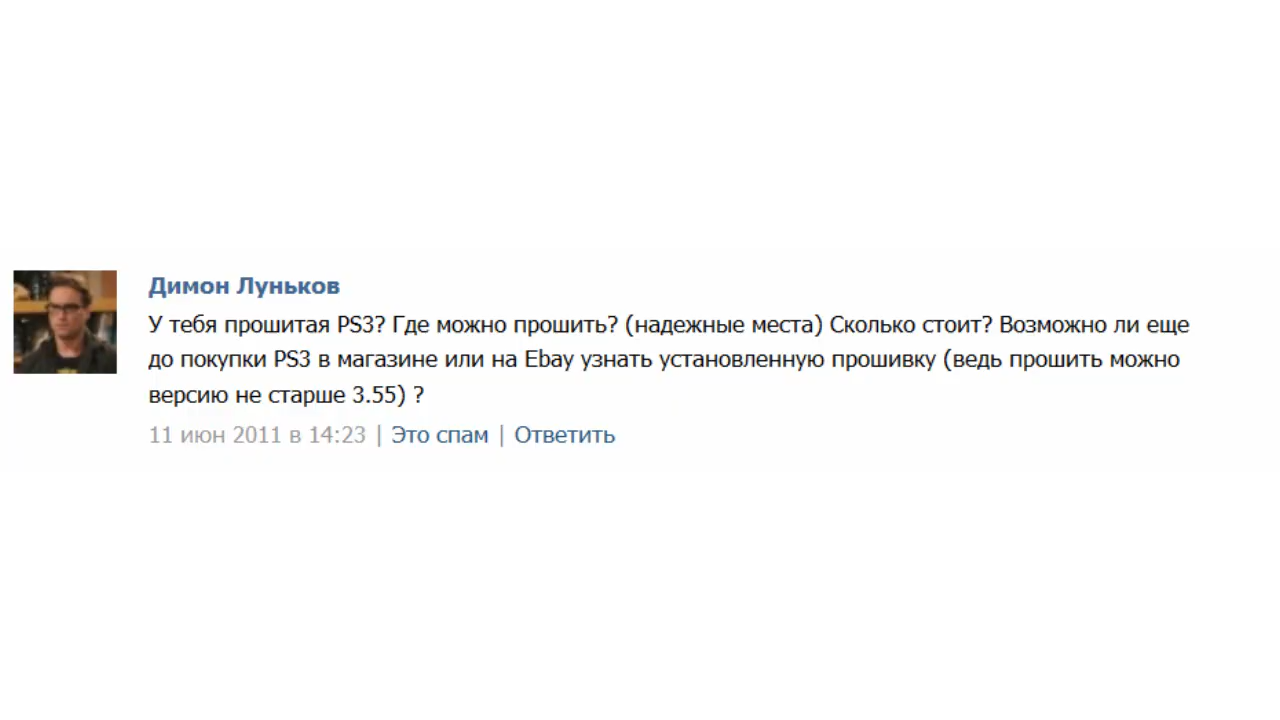 Димон Луньков
У тебя прошитая PS3? Где можно прошить? (надежные места) Сколько стоит? Возможно ли еще
до покупки PS3 в магазине или на Ebay узнать установленную прошивку (ведь прошить можно
версию не старше 3.55) ?
11 июн 2011 в 14:23 | Это спам | Ответить